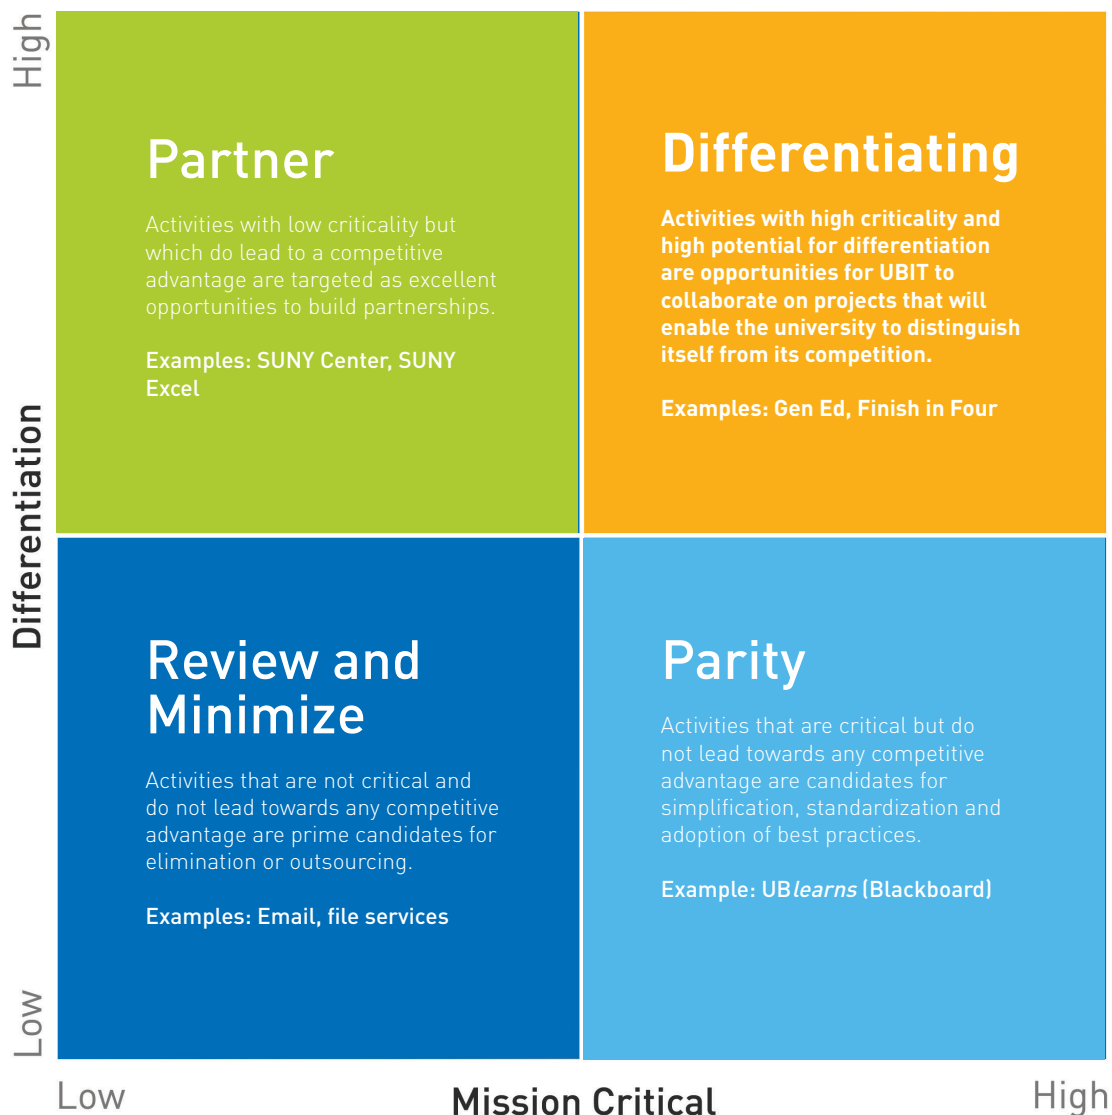 High
Partner
Activities with low criticality but
which do lead to a competitive
advantage are targeted as excellent
opportunities to build partnerships.
Examples: SUNY Center, SUNY
Excel
Differentiating
Activities with high criticality and
high potential for differentiation
are opportunities for UBIT to
collaborate on projects that will
enable the university to distinguish
itself from its competition.
Examples: Gen Ed, Finish in Four
Differentiation
Review and
Minimize
Activities that are not critical and
do not lead towards any competitive
advantage are prime candidates for
elimination or outsourcing.
Examples: Email, file services
Parity
Activities that are critical but do
not lead towards any competitive
advantage are candidates for
simplification, standardization and
adoption of best practices.
Example: UBlearns (Blackboard)
Low
Low
Mission Critical
High